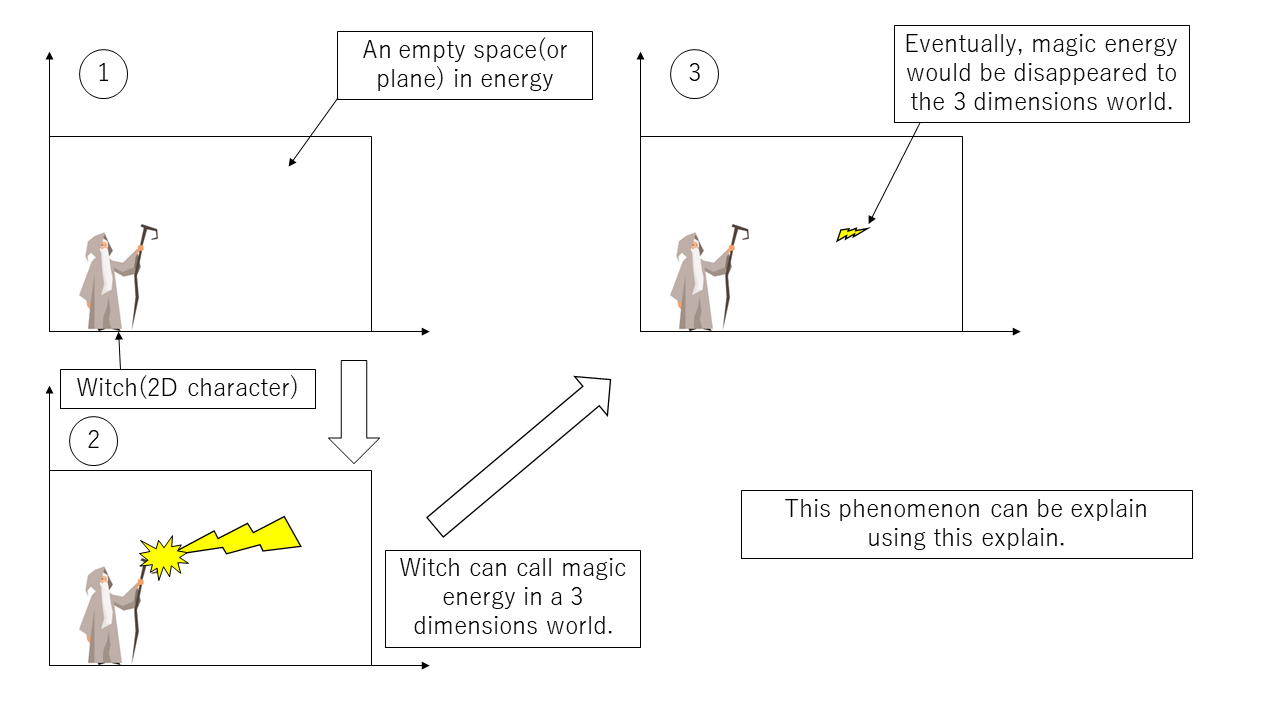 1
An empty space(or
plane) in energy
Witch(2D character)
2
Witch can call magic
energy in a 3
dimensions world.
3
Eventually, magic energy
would be disappeared to
the 3 dimensions world.
This phenomenon can be explain
using this explain.